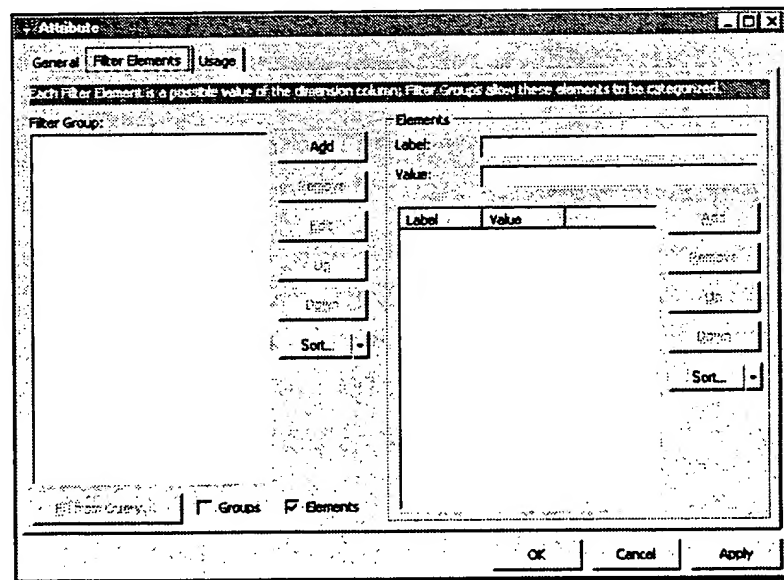 Attribute
General Filter Elements Usage
Each Filter Element is a possible value of the dimension column; Filter Groups allow these elements to be categorized.
Filter Group:
Add
Remove
Edit
Up
Down
Sort...
Fill from Query...
Groups
Elements
Elements
Label:
Value:
Label Value
Add
Remove
Up
Down
Sort...
OK Cancel Apply